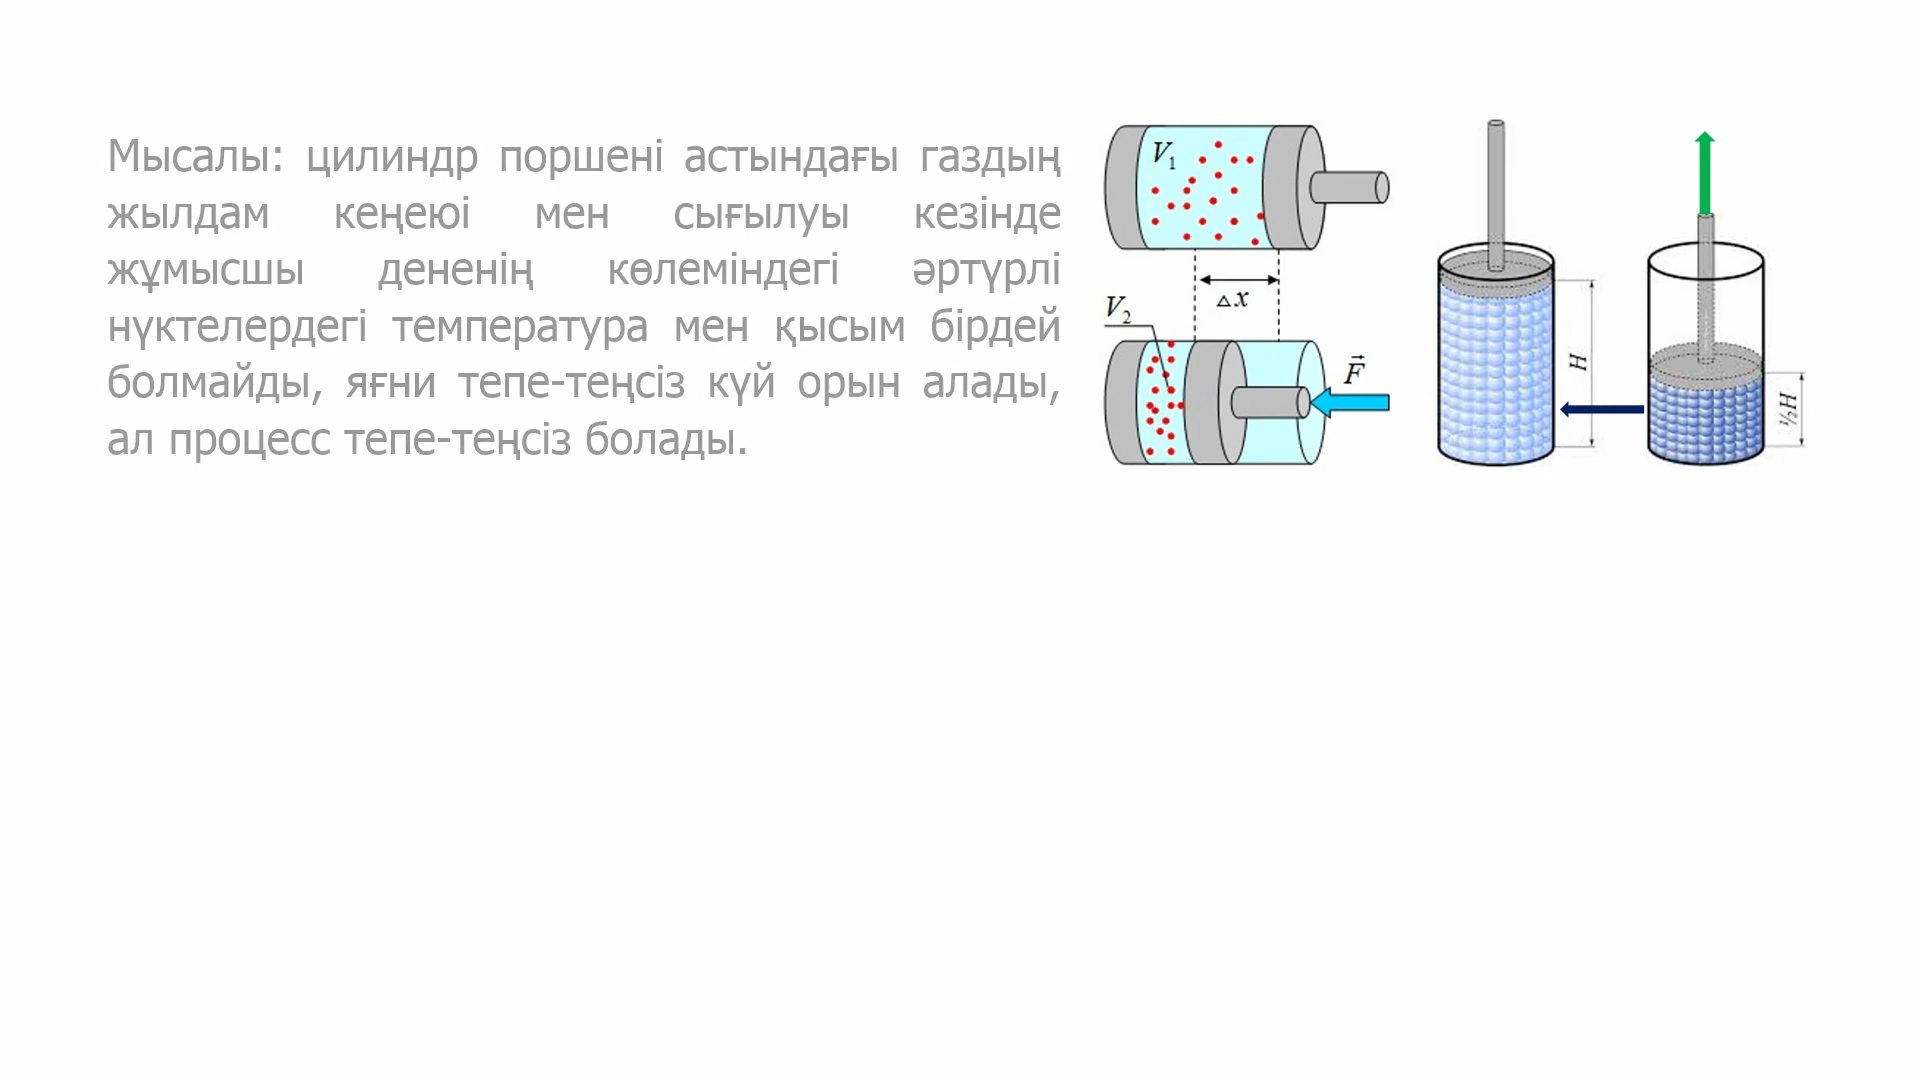 Мысалы: цилиндр поршені астындағы газдың
жылдам кеңеюі мен сығылуы кезінде
жұмысшы дененің көлеміндегі әртүрлі
нүктелердегі температура мен қысым бірдей
болмайды, яғни тепе-теңсіз күй орын алады,
ал процесс тепе-теңсіз болады.
V₁
△x
V₂
F⃗
H
½H